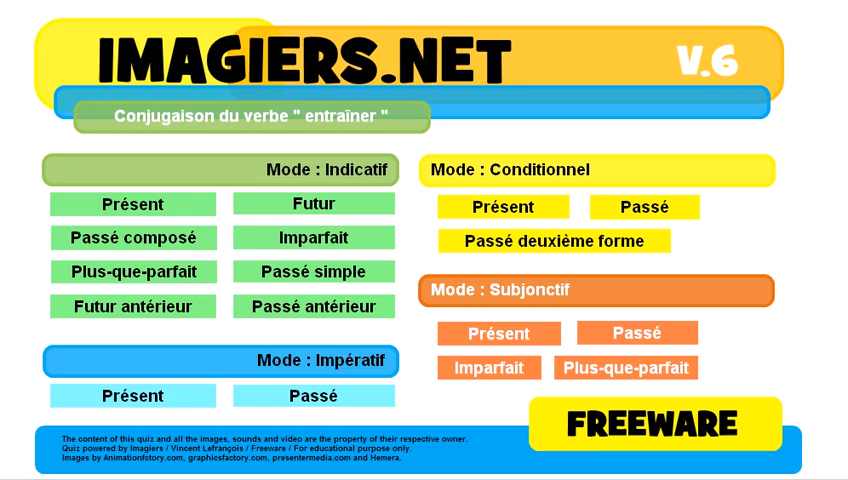 IMAGIERS.NET
V.6
Conjugaison du verbe " entraîner "
Mode : Indicatif
Présent
Futur
Passé composé
Imparfait
Plus-que-parfait
Passé simple
Futur antérieur
Passé antérieur
Mode : Impératif
Présent
Passé
Mode : Conditionnel
Présent
Passé
Passé deuxième forme
Mode : Subjonctif
Présent
Passé
Imparfait
Plus-que-parfait
FREEWARE
The content of this quiz and all the images, sounds and video are the property of their respective owner.
Quiz powered by Imagiers / Vincent Lefrançois / Freeware / For educational purpose only.
Images by Animationfctory.com, graphicsfactory.com, presentermedia.com and Hemera.